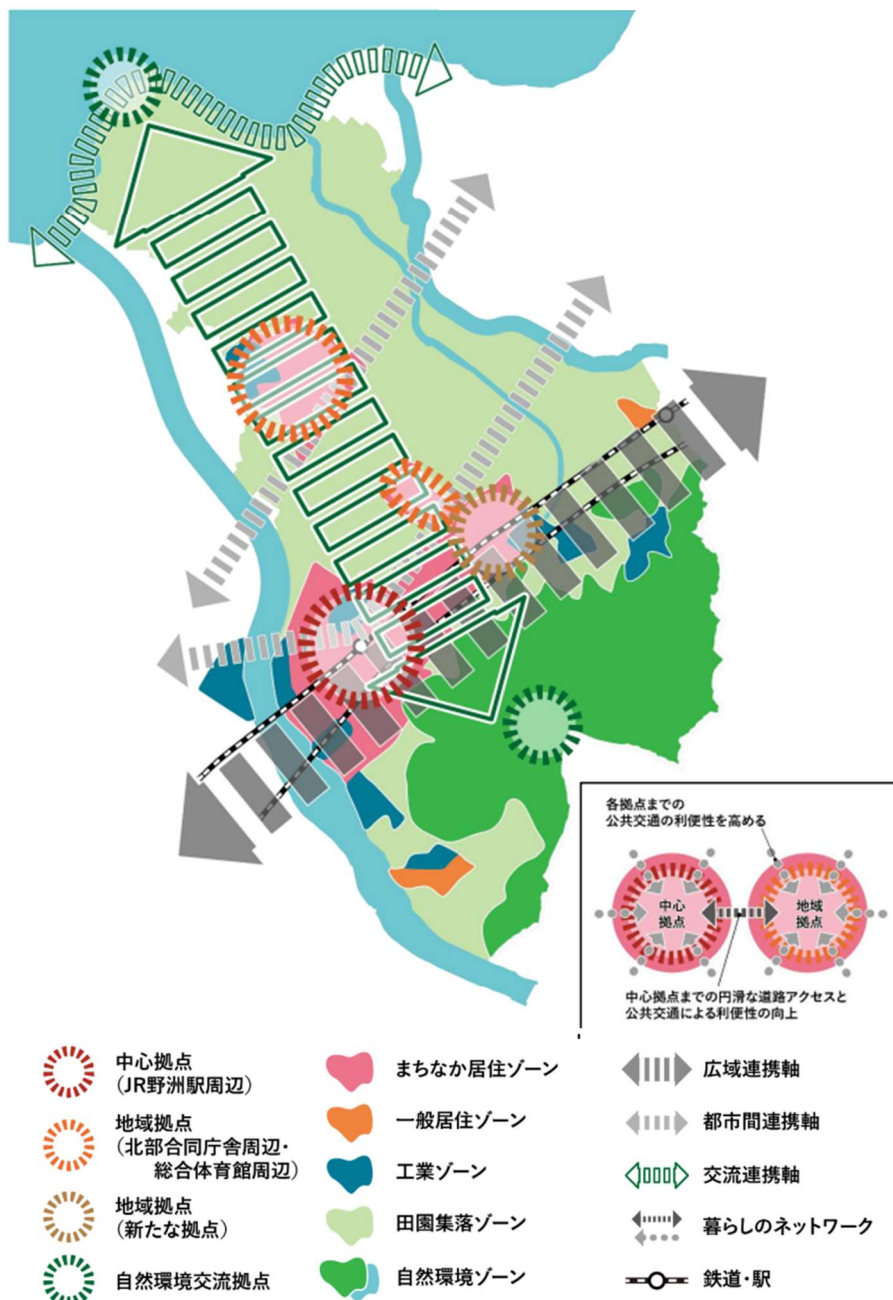 各拠点までの
公共交通の利便性を高める
中心
拠点
地域
拠点
中心拠点までの円滑な道路アクセスと
公共交通による利便性の向上
中心拠点
(JR野洲駅周辺)
地域拠点
(北部合同庁舎周辺・
総合体育館周辺)
地域拠点
(新たな拠点)
自然環境交流拠点
まちなか居住ゾーン
一般居住ゾーン
工業ゾーン
田園集落ゾーン
自然環境ゾーン
広域連携軸
都市間連携軸
交流連携軸
暮らしのネットワーク
鉄道・駅